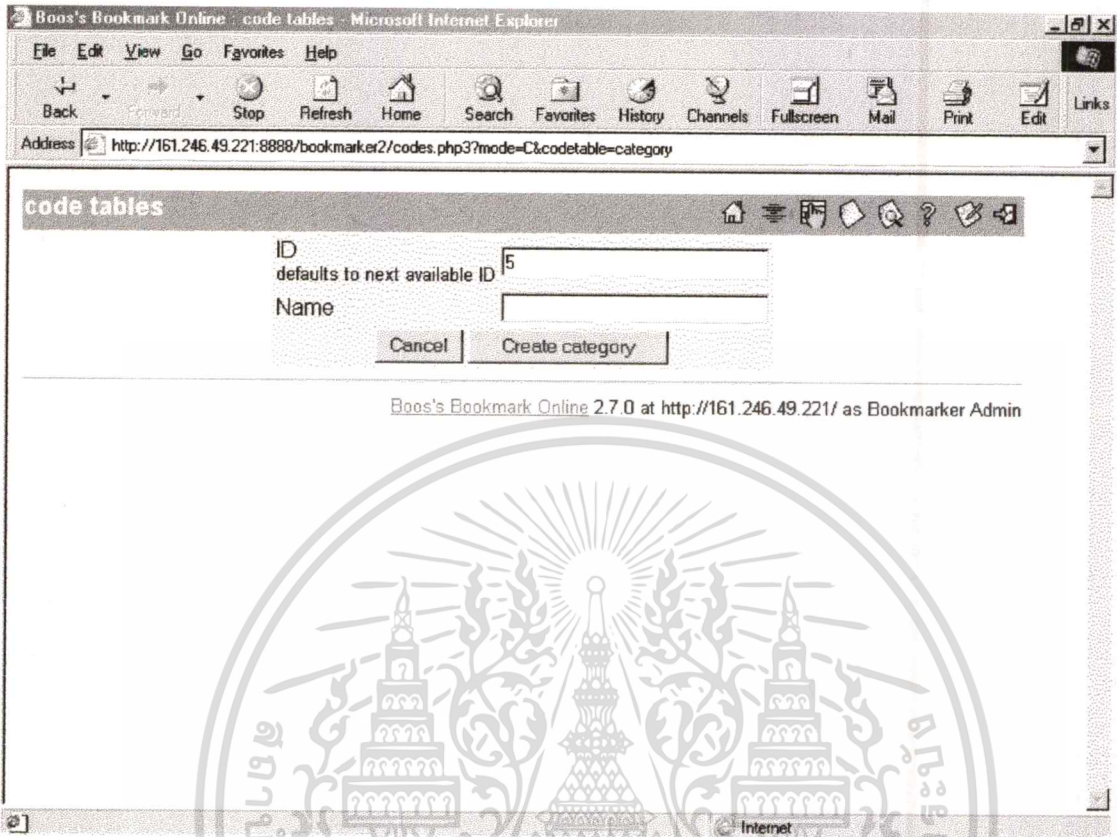 Boos's Bookmark Online : code tables - Microsoft Internet Explorer
File Edit View Go Favorites Help
Back Forward Stop Refresh Home Search Favorites History Channels Fullscreen Mail Print Edit Links
Address http://161.246.49.221:8888/bookmarker2/codes.php3?mode=C&codetable=category
code tables
ID
defaults to next available ID 5
Name
Cancel Create category
Boos's Bookmark Online 2.7.0 at http://161.246.49.221/ as Bookmarker Admin
Internet